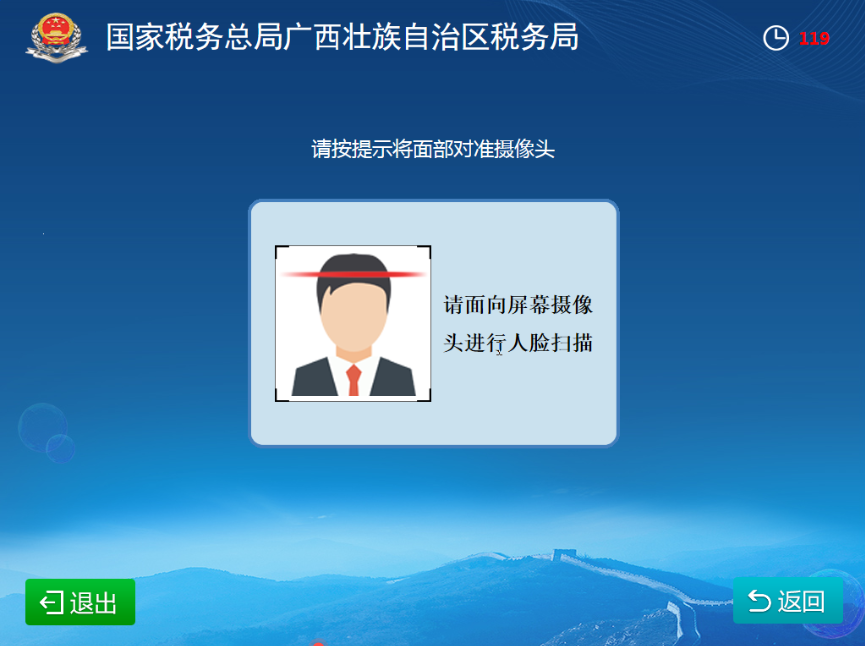 国家税务总局广西壮族自治区税务局
119
请按提示将面部对准摄像头
请面向屏幕摄像
头进行人脸扫描
退出
返回